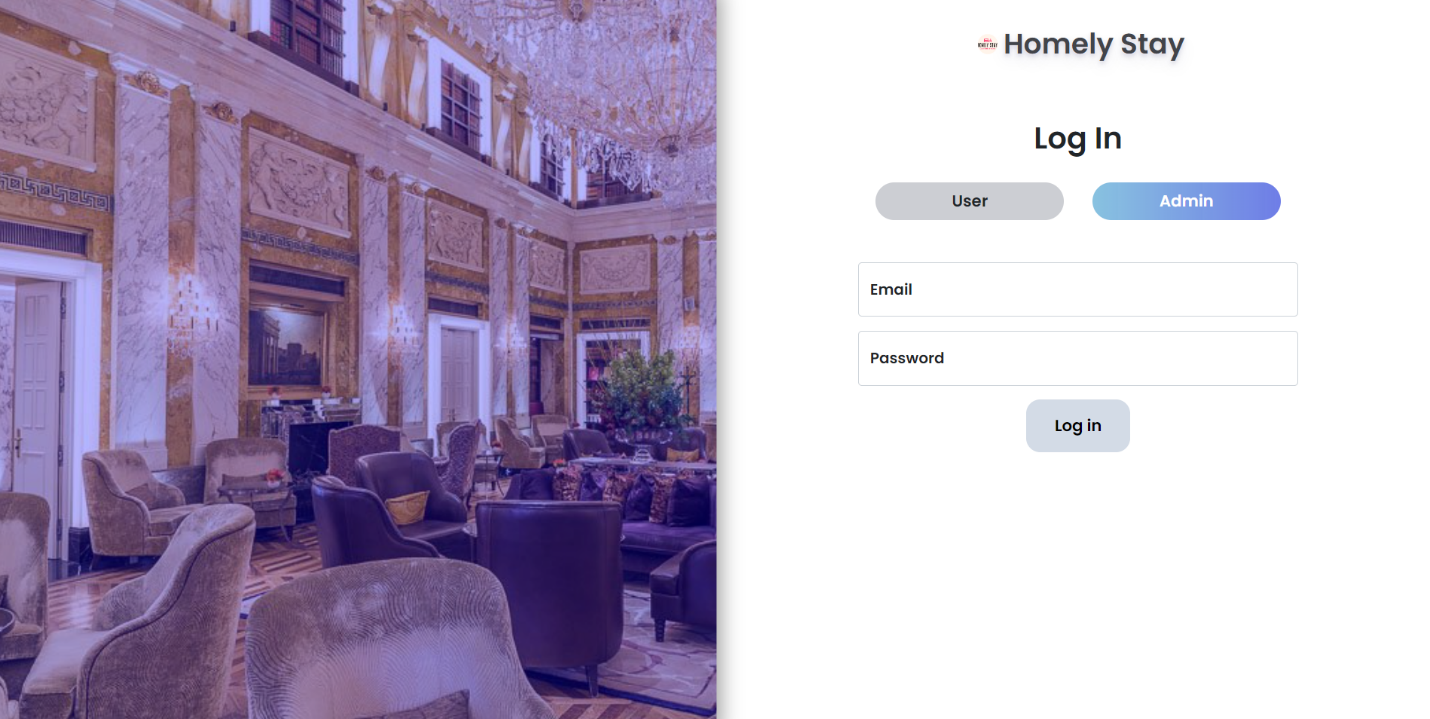 Homely Stay
Log In
User Admin
Email
Password
Log in